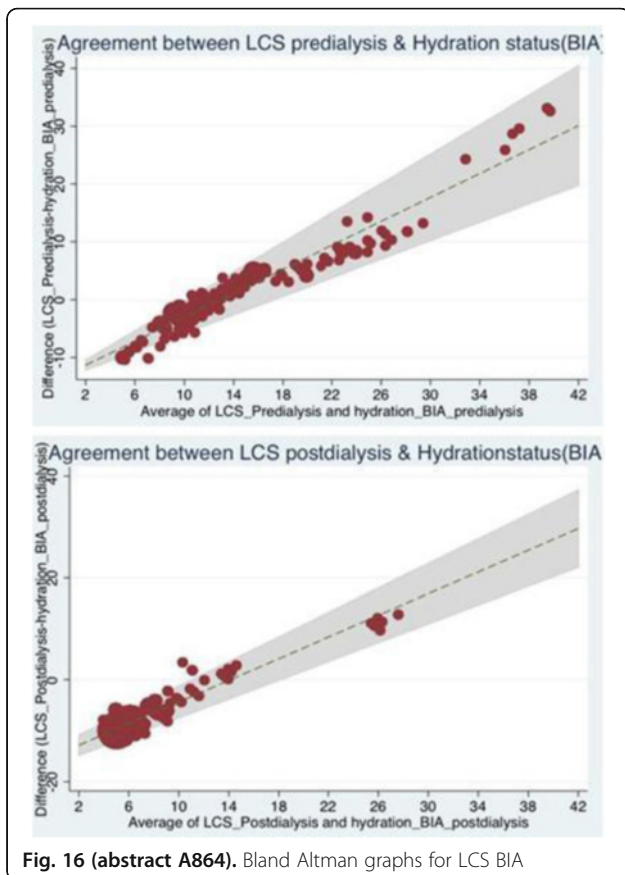 Agreement between LCS predialysis & Hydration status(BIA)
Difference (LCS_Predialysis-hydration_BIA_predialysis)
40
30
20
10
0
-10
2 6 10 14 18 22 26 30 34 38 42
Average of LCS_Predialysis and hydration_BIA_predialysis
Agreement between LCS postdialysis & Hydrationstatus(BIA
Difference (LCS_Postdialysis-hydration_BIA_postdialysis)
40
20
0
-20
2 6 10 14 18 22 26 30 34 38 42
Average of LCS_Postdialysis and hydration_BIA_postdialysis
Fig. 16 (abstract A864). Bland Altman graphs for LCS BIA